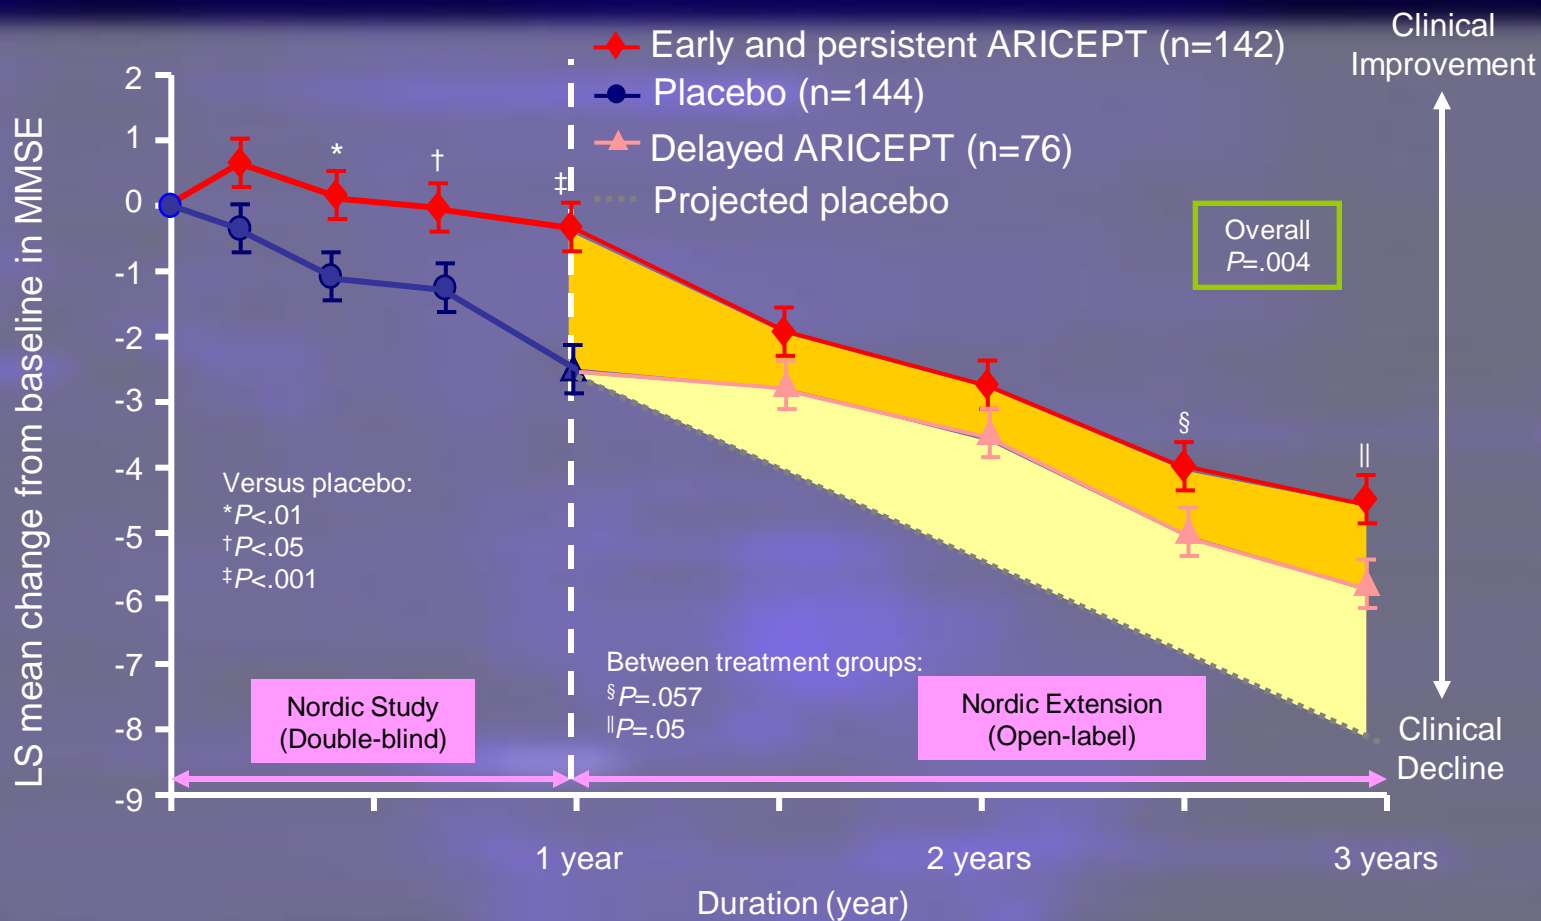 Early and persistent ARICEPT (n=142)
Placebo (n=144)
Delayed ARICEPT (n=76)
Projected placebo
Clinical
Improvement
Overall
P=.004
LS mean change from baseline in MMSE
2
1
0
-1
-2
-3
-4
-5
-6
-7
-8
-9
*
†
‡
§
||
Versus placebo:
*P<.01
†P<.05
‡P<.001
Between treatment groups:
§P=.057
||P=.05
Nordic Study
(Double-blind)
Nordic Extension
(Open-label)
Clinical
Decline
1 year
2 years
3 years
Duration (year)